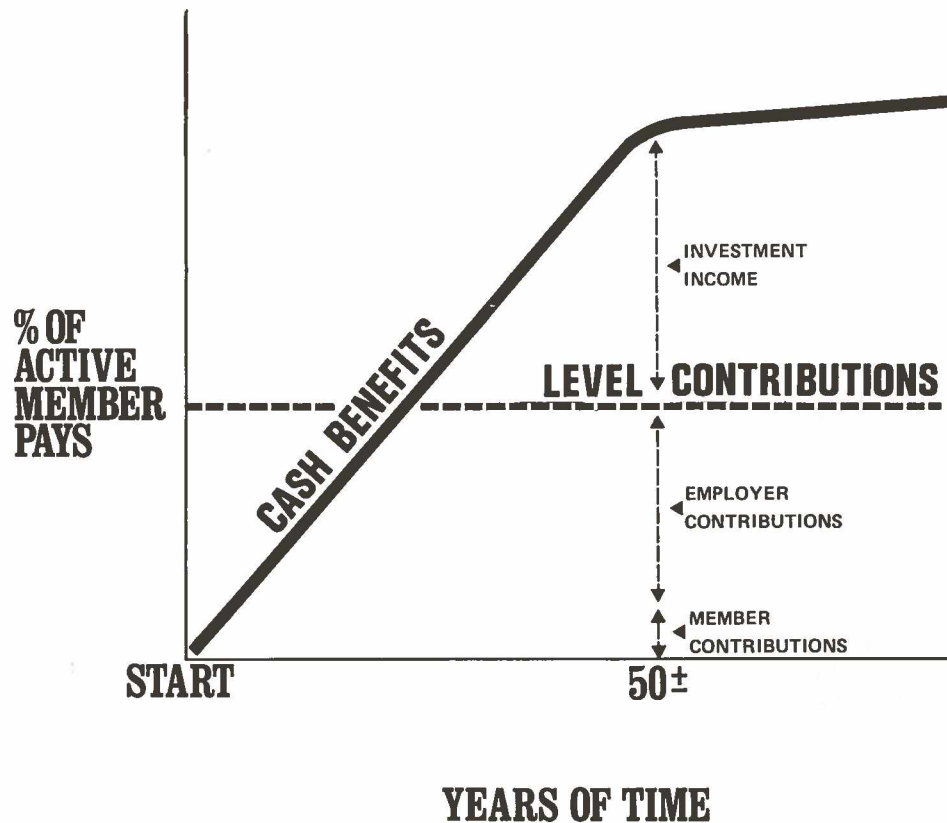 INVESTMENT
INCOME
% OF
ACTIVE
MEMBER
PAYS
CASH BENEFITS
LEVEL CONTRIBUTIONS
EMPLOYER
CONTRIBUTIONS
MEMBER
CONTRIBUTIONS
START
50±
YEARS OF TIME